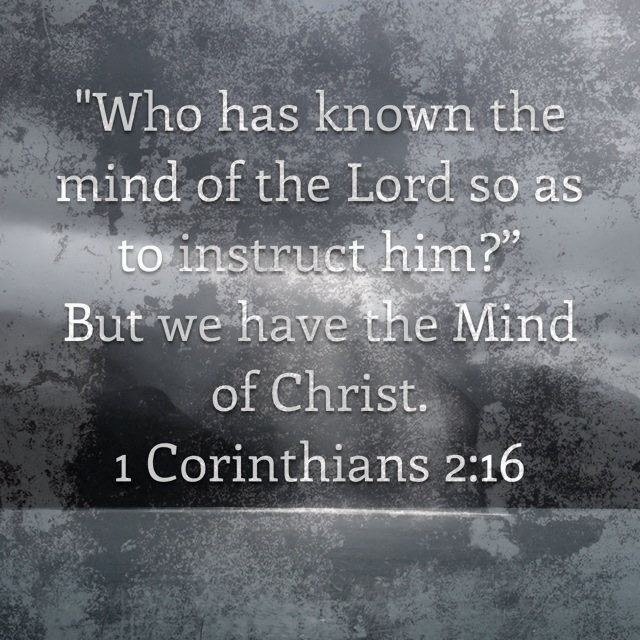 "Who has known the
mind of the Lord so as
to instruct him?”
But we have the Mind
of Christ.
1 Corinthians 2:16